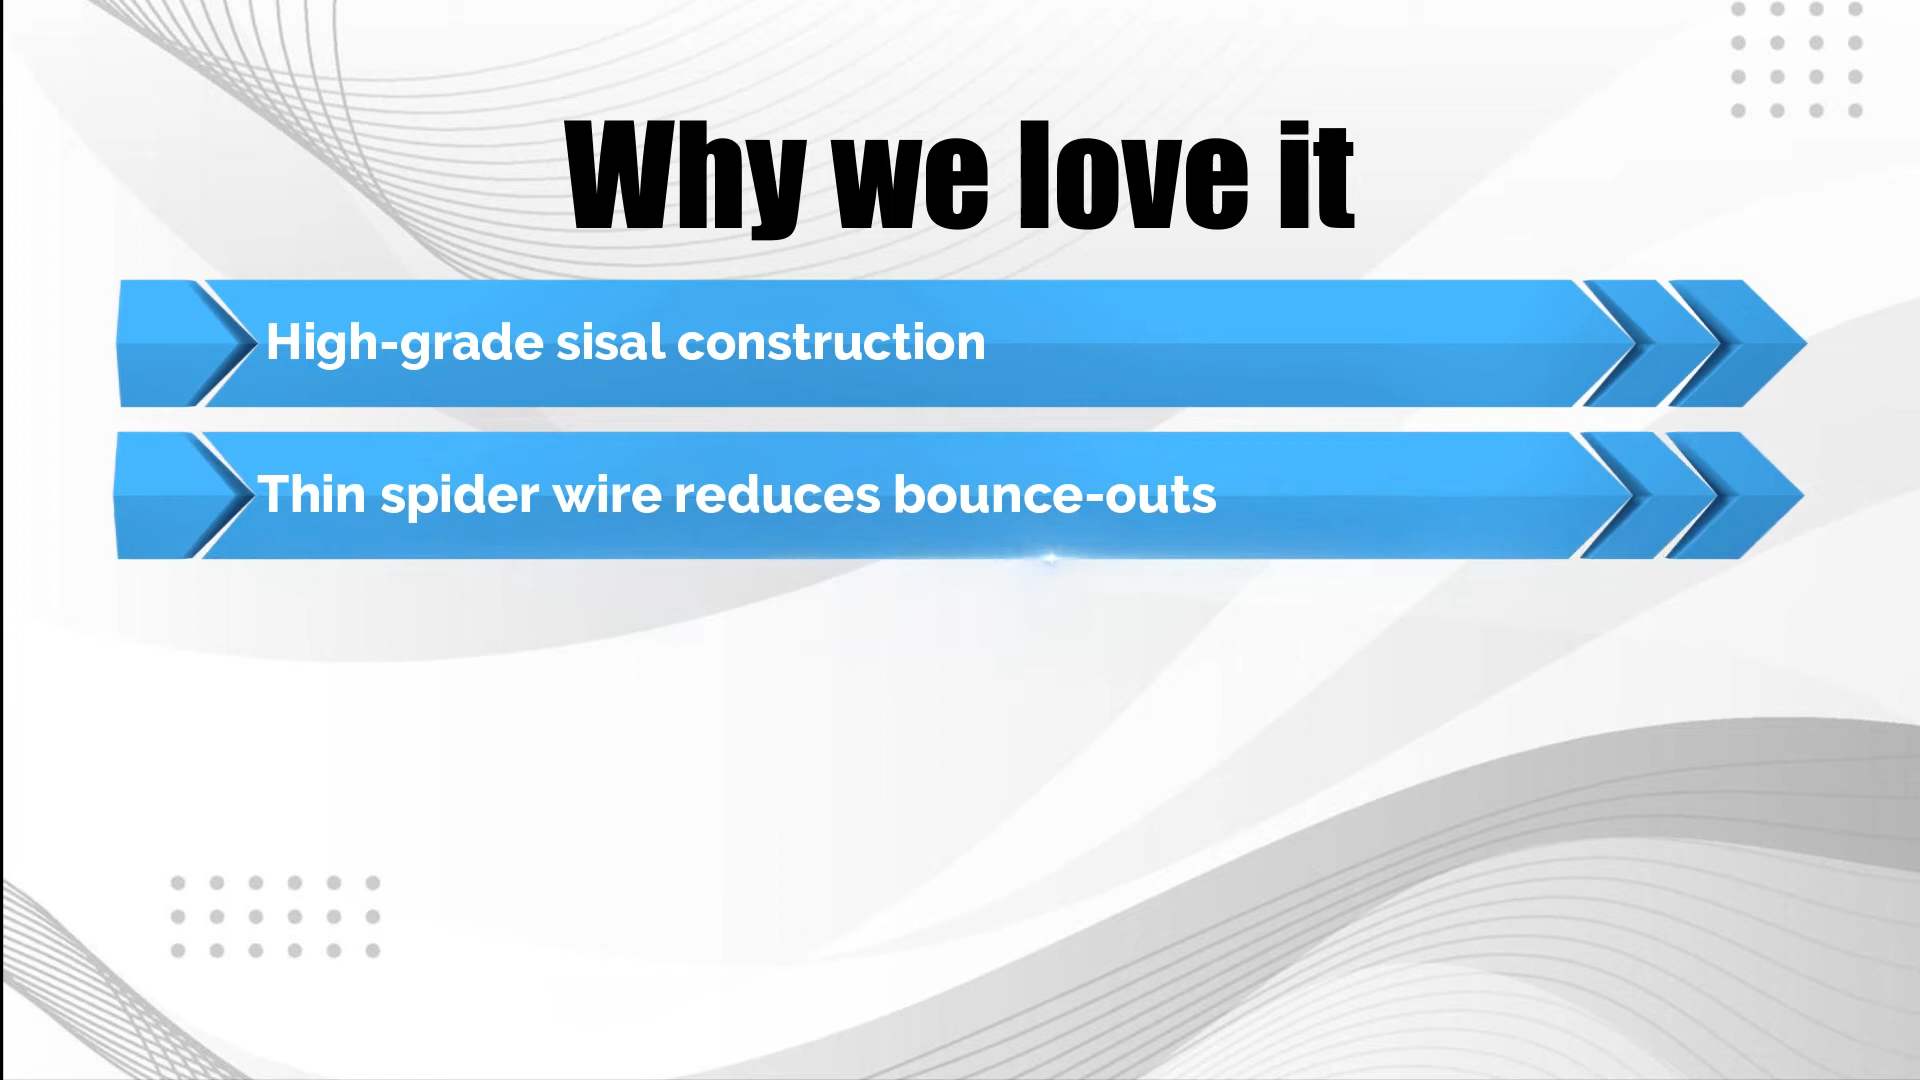 Why we love it
High-grade sisal construction
Thin spider wire reduces bounce-outs